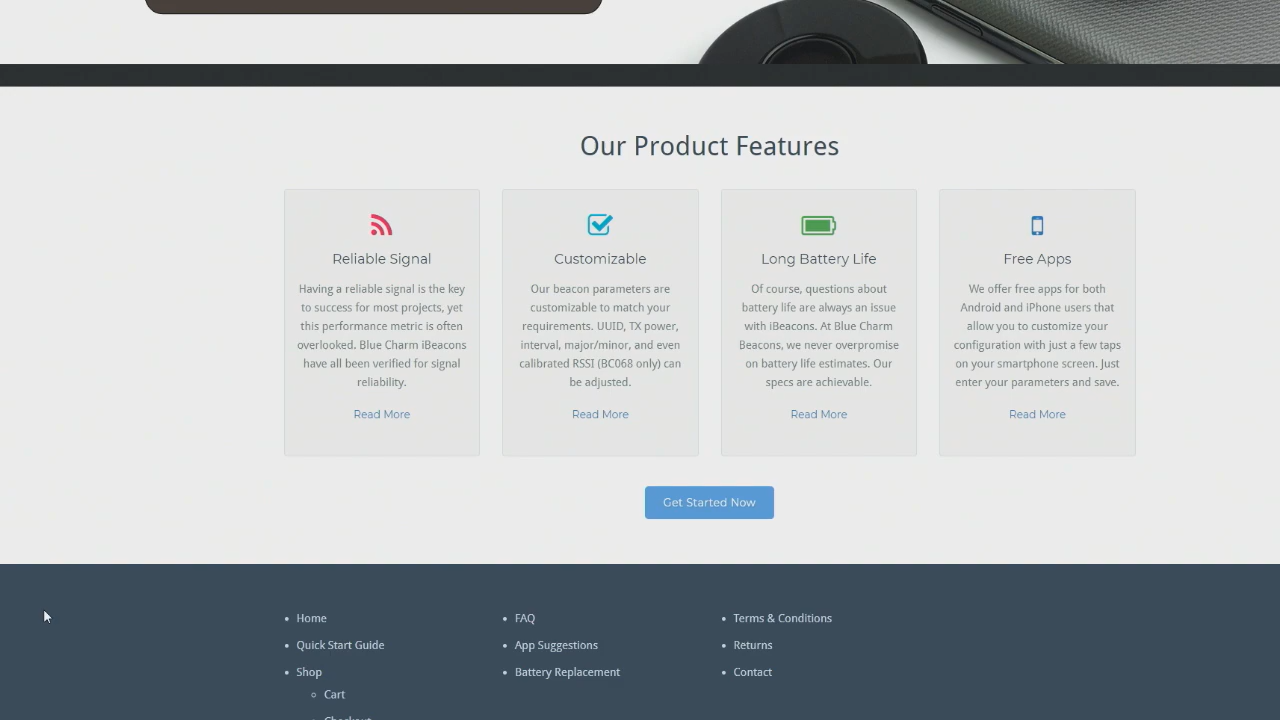 Our Product Features
Reliable Signal
Having a reliable signal is the key
to success for most projects, yet
this performance metric is often
overlooked. Blue Charm iBeacons
have all been verified for signal
reliability.
Read More
Customizable
Our beacon parameters are
customizable to match your
requirements. UUID, TX power,
interval, major/minor, and even
calibrated RSSI (BC068 only) can
be adjusted.
Read More
Long Battery Life
Of course, questions about
battery life are always an issue
with iBeacons. At Blue Charm
Beacons, we never overpromise
on battery life estimates. Our
specs are achievable.
Read More
Free Apps
We offer free apps for both
Android and iPhone users that
allow you to customize your
configuration with just a few taps
on your smartphone screen. Just
enter your parameters and save.
Read More
Get Started Now
Home
Quick Start Guide
Shop
Cart
Checkout
FAQ
App Suggestions
Battery Replacement
Terms & Conditions
Returns
Contact